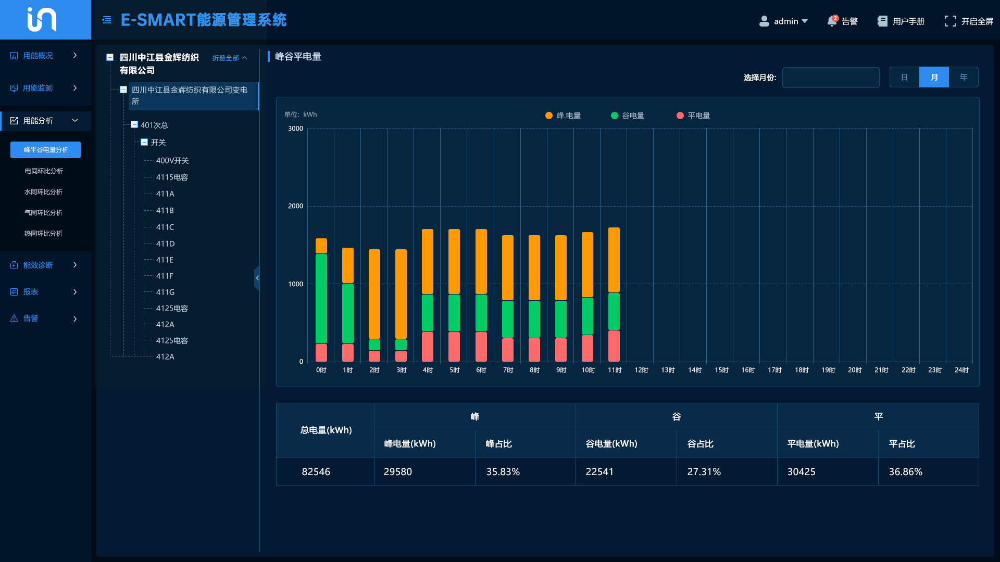 in
E-SMART能源管理系统
admin
2
告警
用户手册
开启全屏
用能概况
用能监测
用能分析
峰平谷电量分析
电同环比分析
水同环比分析
气同环比分析
热同环比分析
能效诊断
报表
告警
四川中江县金辉纺织
有限公司
折叠全部
四川中江县金辉纺织有限公司变电
所
401次总
开关
400V开关
4115电容
411A
411B
411C
411D
411E
411F
411G
4125电容
412A
4125电容
412A
峰谷平电量
选择月份:
日
月
年
单位：kWh
峰.电量
谷电量
平电量
3000
2000
1000
0
0时 1时 2时 3时 4时 5时 6时 7时 8时 9时 10时 11时 12时 13时 14时 15时 16时 17时 18时 19时 20时 21时 22时 23时 24时
总电量(kWh) 峰 谷 平
峰电量(kWh) 峰占比 谷电量(kWh) 谷占比 平电量(kWh) 平占比
82546 29580 35.83% 22541 27.31% 30425 36.86%